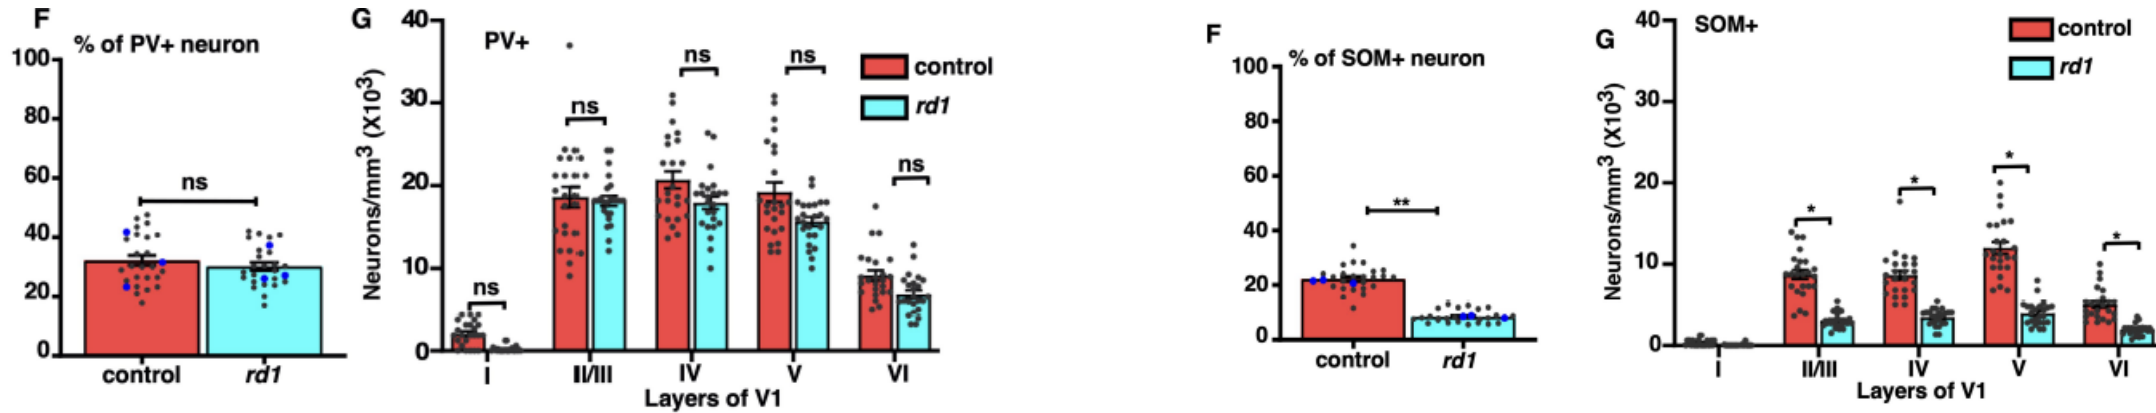 F
% of PV+ neuron
100
80
60
40
20
0
ns
control
rd1
G
PV+
Neurons/mm³ (X10³)
40
30
20
10
0
ns
ns
ns
ns
ns
control
rd1
I
II/III
IV
V
VI
Layers of V1
F
% of SOM+ neuron
100
80
60
40
20
0
**
control
rd1
G
SOM+
Neurons/mm³ (X10³)
40
30
20
10
0
*
*
*
*
control
rd1
I
II/III
IV
V
VI
Layers of V1